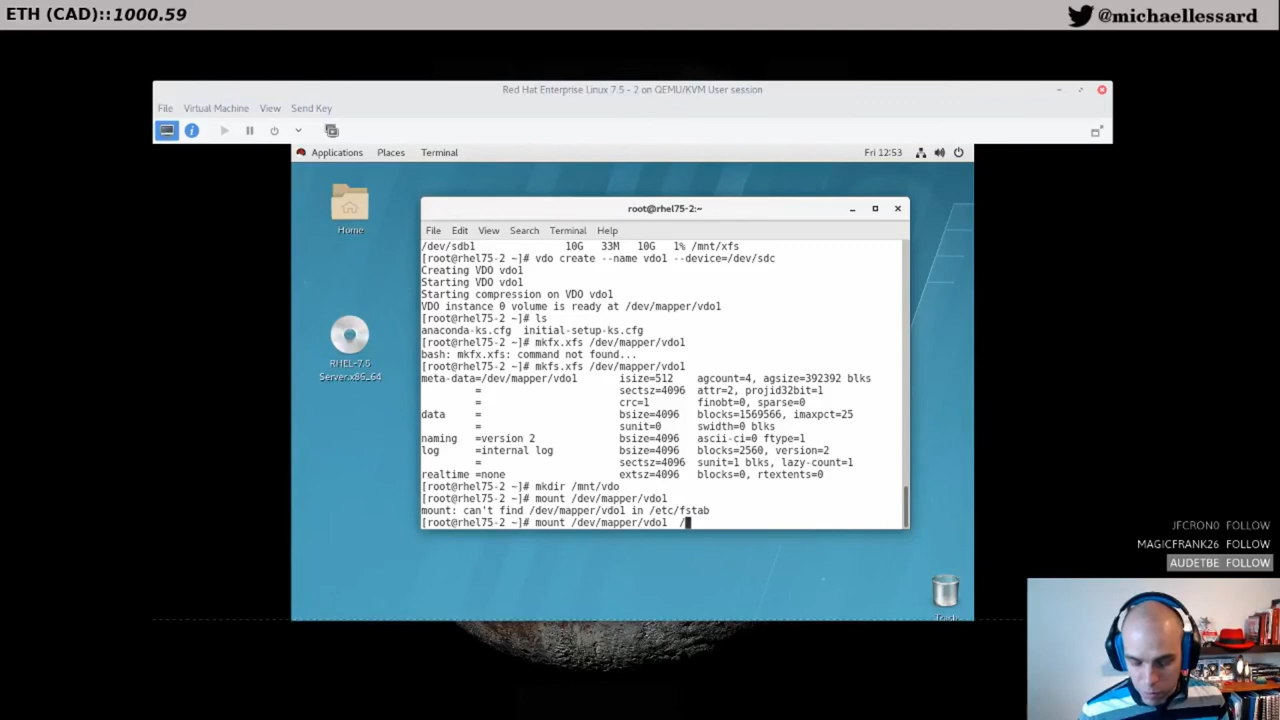 ETH (CAD)::1000.59
@michaellessard
Red Hat Enterprise Linux 7.5 - 2 on QEMU/KVM User session
File Virtual Machine View Send Key
Applications Places Terminal Fri 12:53
Home
RHEL-7.5
Server.x86_64
root@rhel75-2:~
File Edit View Search Terminal Help
/dev/sdb1 10G 33M 10G 1% /mnt/xfs
[root@rhel75-2 ~]# vdo create --name vdo1 --device=/dev/sdc
Creating VDO vdo1
Starting VDO vdo1
Starting compression on VDO vdo1
VDO instance 0 volume is ready at /dev/mapper/vdo1
[root@rhel75-2 ~]# ls
anaconda-ks.cfg initial-setup-ks.cfg
[root@rhel75-2 ~]# mkfx.xfs /dev/mapper/vdo1
bash: mkfx.xfs: command not found...
[root@rhel75-2 ~]# mkfs.xfs /dev/mapper/vdo1
meta-data=/dev/mapper/vdo1 isize=512 agcount=4, agsize=392392 blks
= sectsz=4096 attr=2, projid32bit=1
= crc=1 finobt=0, sparse=0
data = bsize=4096 blocks=1569566, imaxpct=25
= sunit=0 swidth=0 blks
naming =version 2 bsize=4096 ascii-ci=0 ftype=1
log =internal log bsize=4096 blocks=2560, version=2
= sectsz=4096 sunit=1 blks, lazy-count=1
realtime =none extsz=4096 blocks=0, rtextents=0
[root@rhel75-2 ~]# mkdir /mnt/vdo
[root@rhel75-2 ~]# mount /dev/mapper/vdo1
mount: can't find /dev/mapper/vdo1 in /etc/fstab
[root@rhel75-2 ~]# mount /dev/mapper/vdo1 /
Trash
JFCRON0 FOLLOW
MAGICFRANK26 FOLLOW
AUDETBE FOLLOW